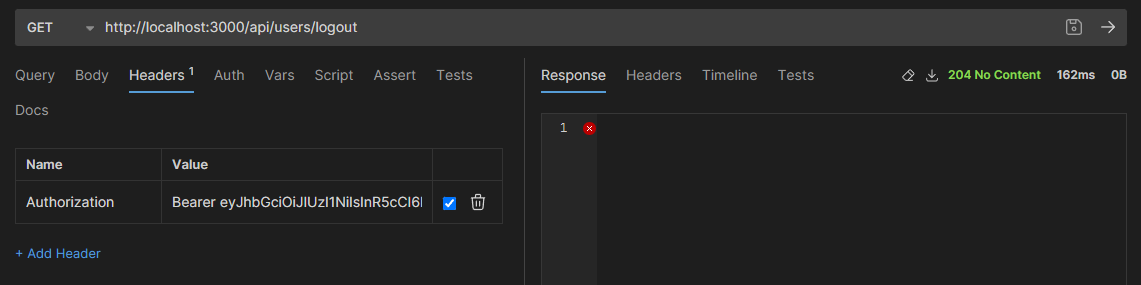 GET http://localhost:3000/api/users/logout
Query Body Headers 1 Auth Vars Script Assert Tests
Docs
Name Value
Authorization Bearer eyJhbGciOiJIUzI1NiIsInR5cCI6I
+ Add Header
Response Headers Timeline Tests 204 No Content 162ms 0B
1